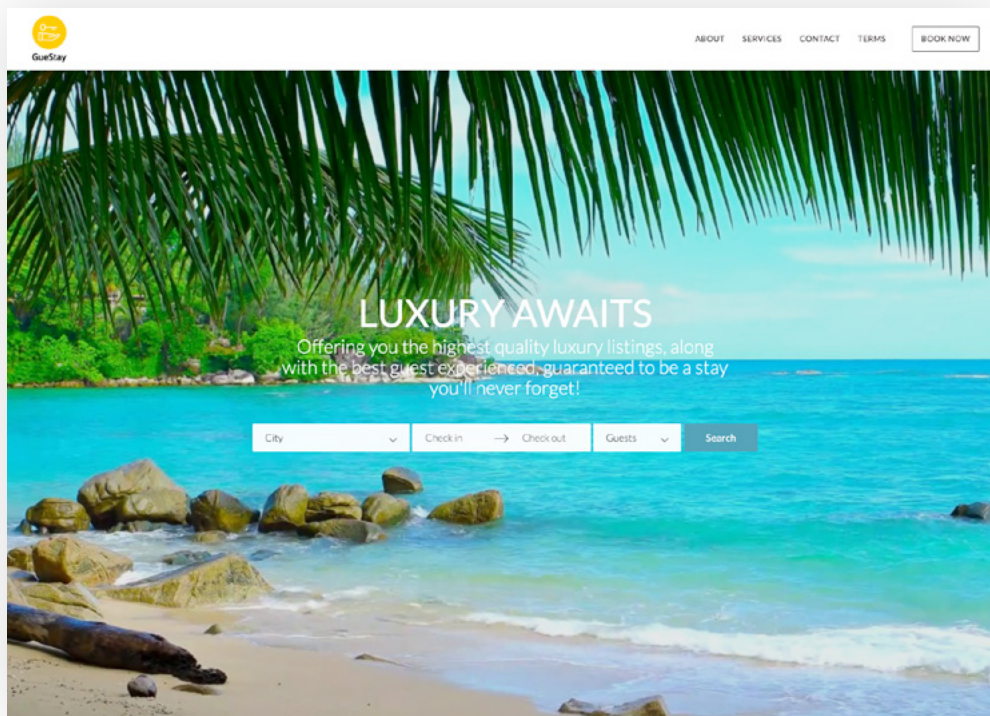 GueStay
ABOUT SERVICES CONTACT TERMS BOOK NOW
LUXURY AWAITS
Offering you the highest quality luxury listings, along
with the best guest experienced, guaranteed to be a stay
you'll never forget!
City Check in → Check out Guests Search